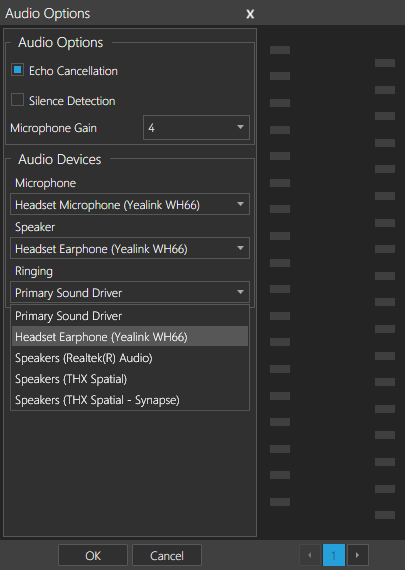 Audio Options
x
Audio Options
Echo Cancellation
Silence Detection
Microphone Gain 4
Audio Devices
Microphone
Headset Microphone (Yealink WH66)
Speaker
Headset Earphone (Yealink WH66)
Ringing
Primary Sound Driver
Primary Sound Driver
Headset Earphone (Yealink WH66)
Speakers (Realtek(R) Audio)
Speakers (THX Spatial)
Speakers (THX Spatial - Synapse)
OK Cancel 1